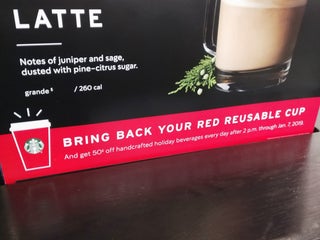 LATTE
Notes of juniper and sage,
dusted with pine-citrus sugar.
grande $ /260 cal
BRING BACK YOUR RED REUSABLE CUP
And get 50¢ off handcrafted holiday beverages every day after 2 p.m. through Jan. 7, 2019.